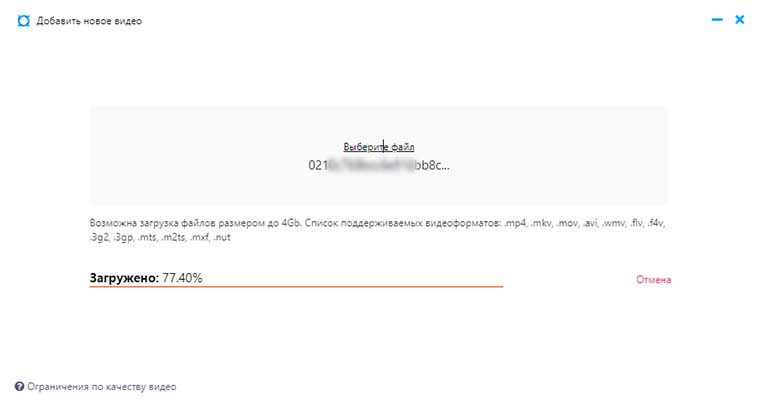 Добавить новое видео
Выберите файл
021 bb8c...
Возможна загрузка файлов размером до 4Gb. Список поддерживаемых видеоформатов: .mp4, .mkv, .mov, .avi, .wmv, .flv, .f4v,
.3g2, .3gp, .mts, .m2ts, .mxf, .nut
Загружено: 77.40%
Отмена
Ограничения по качеству видео